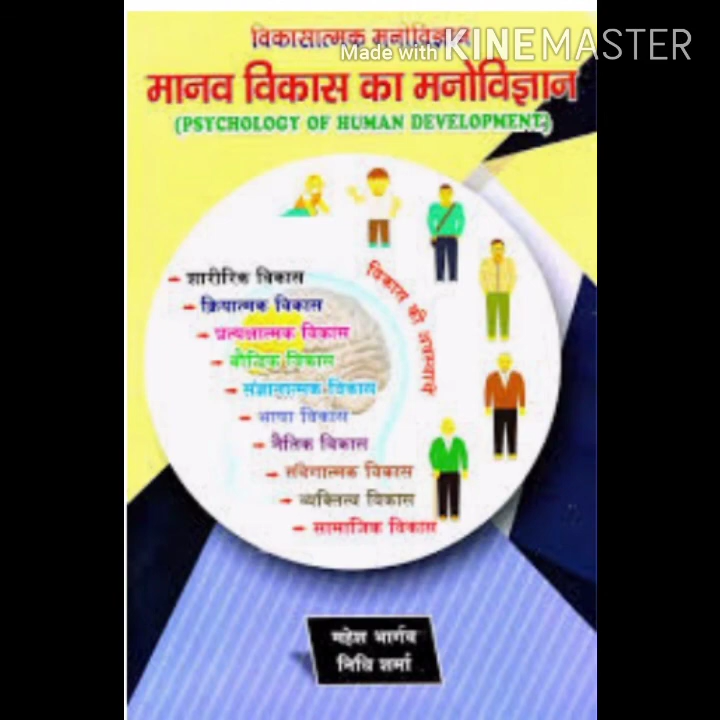 विकासात्मक मनोविज्ञान
Made with KINEMASTER
मानव विकास का मनोविज्ञान
(PSYCHOLOGY OF HUMAN DEVELOPMENT)
विकास की अवस्थायें
- शारीरिक विकास
- क्रियात्मक विकास
- प्रत्यक्षात्मक विकास
- बौद्धिक विकास
- संज्ञानात्मक विकास
- भाषा विकास
- नैतिक विकास
- संवेगात्मक विकास
- व्यक्तित्व विकास
- सामाजिक विकास
महेश भार्गव
निधि शर्मा